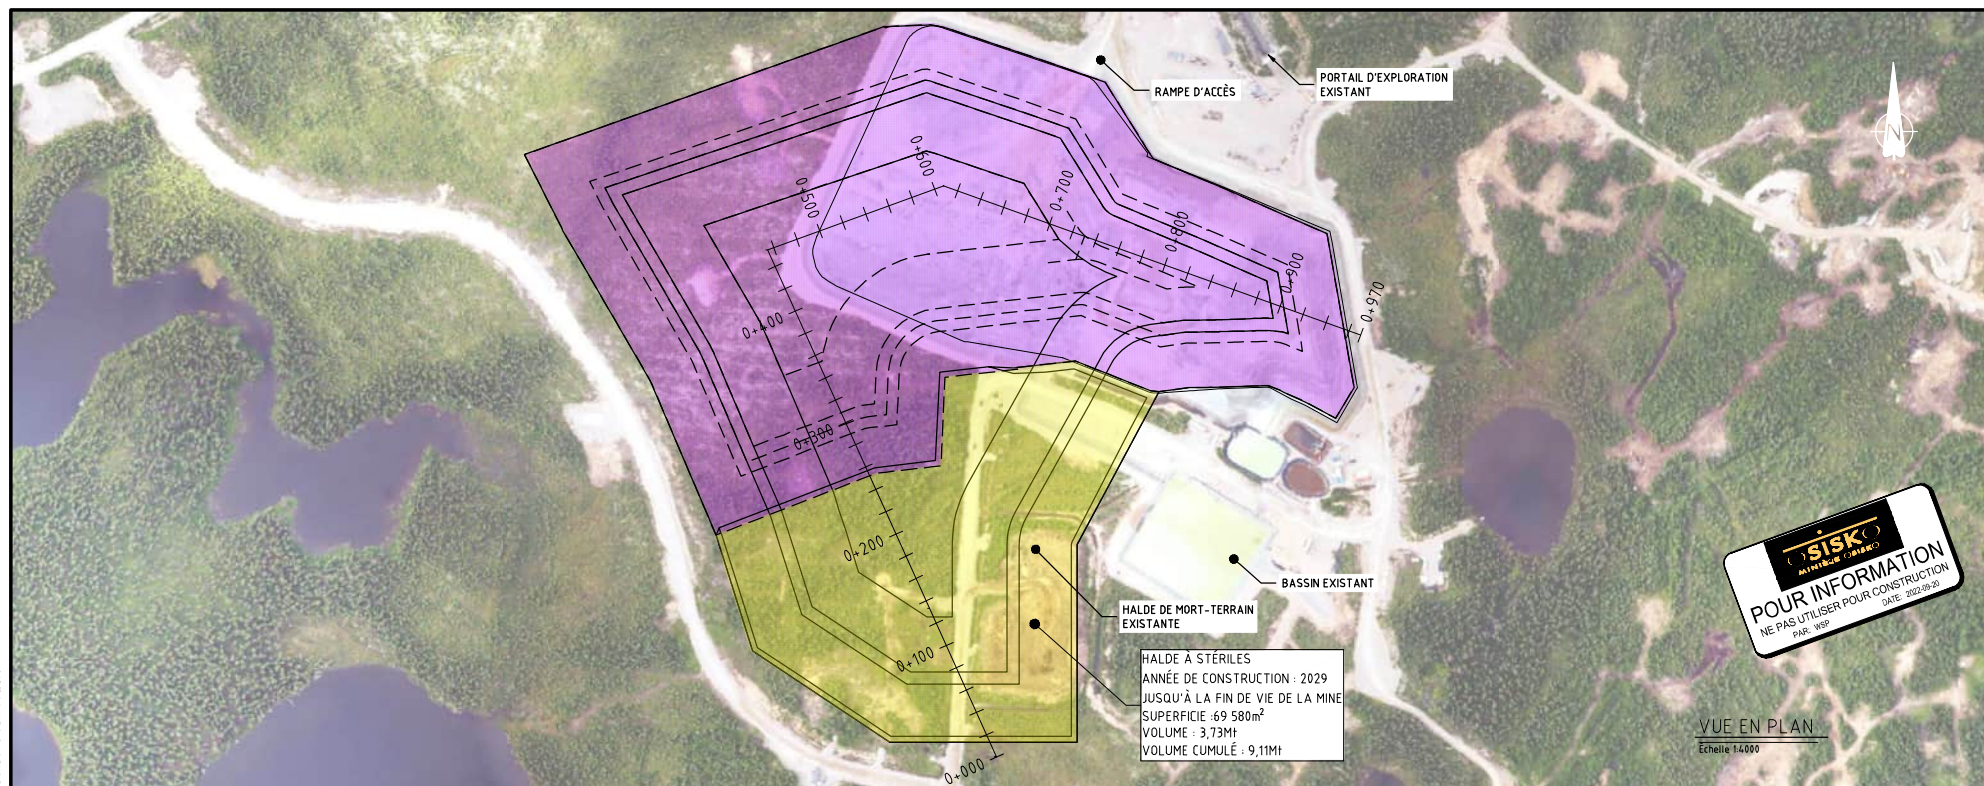 RAMPE D'ACCÈS
PORTAIL D'EXPLORATION
EXISTANT
N
0+600
0+500
0+700
0+800
0+900
0+970
0+400
0+300
0+200
0+100
0+000
HALDE DE MORT-TERRAIN
EXISTANTE
BASSIN EXISTANT
HALDE À STÉRILES
ANNÉE DE CONSTRUCTION : 2029
JUSQU'À LA FIN DE VIE DE LA MINE
SUPERFICIE :69 580m²
VOLUME : 3,73Mt
VOLUME CUMULÉ : 9,11Mt
OSISKO
MINIÈRE OSISKO
POUR INFORMATION
NE PAS UTILISER POUR CONSTRUCTION
PAR: WSP
DATE: 2022-09-20
VUE EN PLAN
Échelle 1:4000